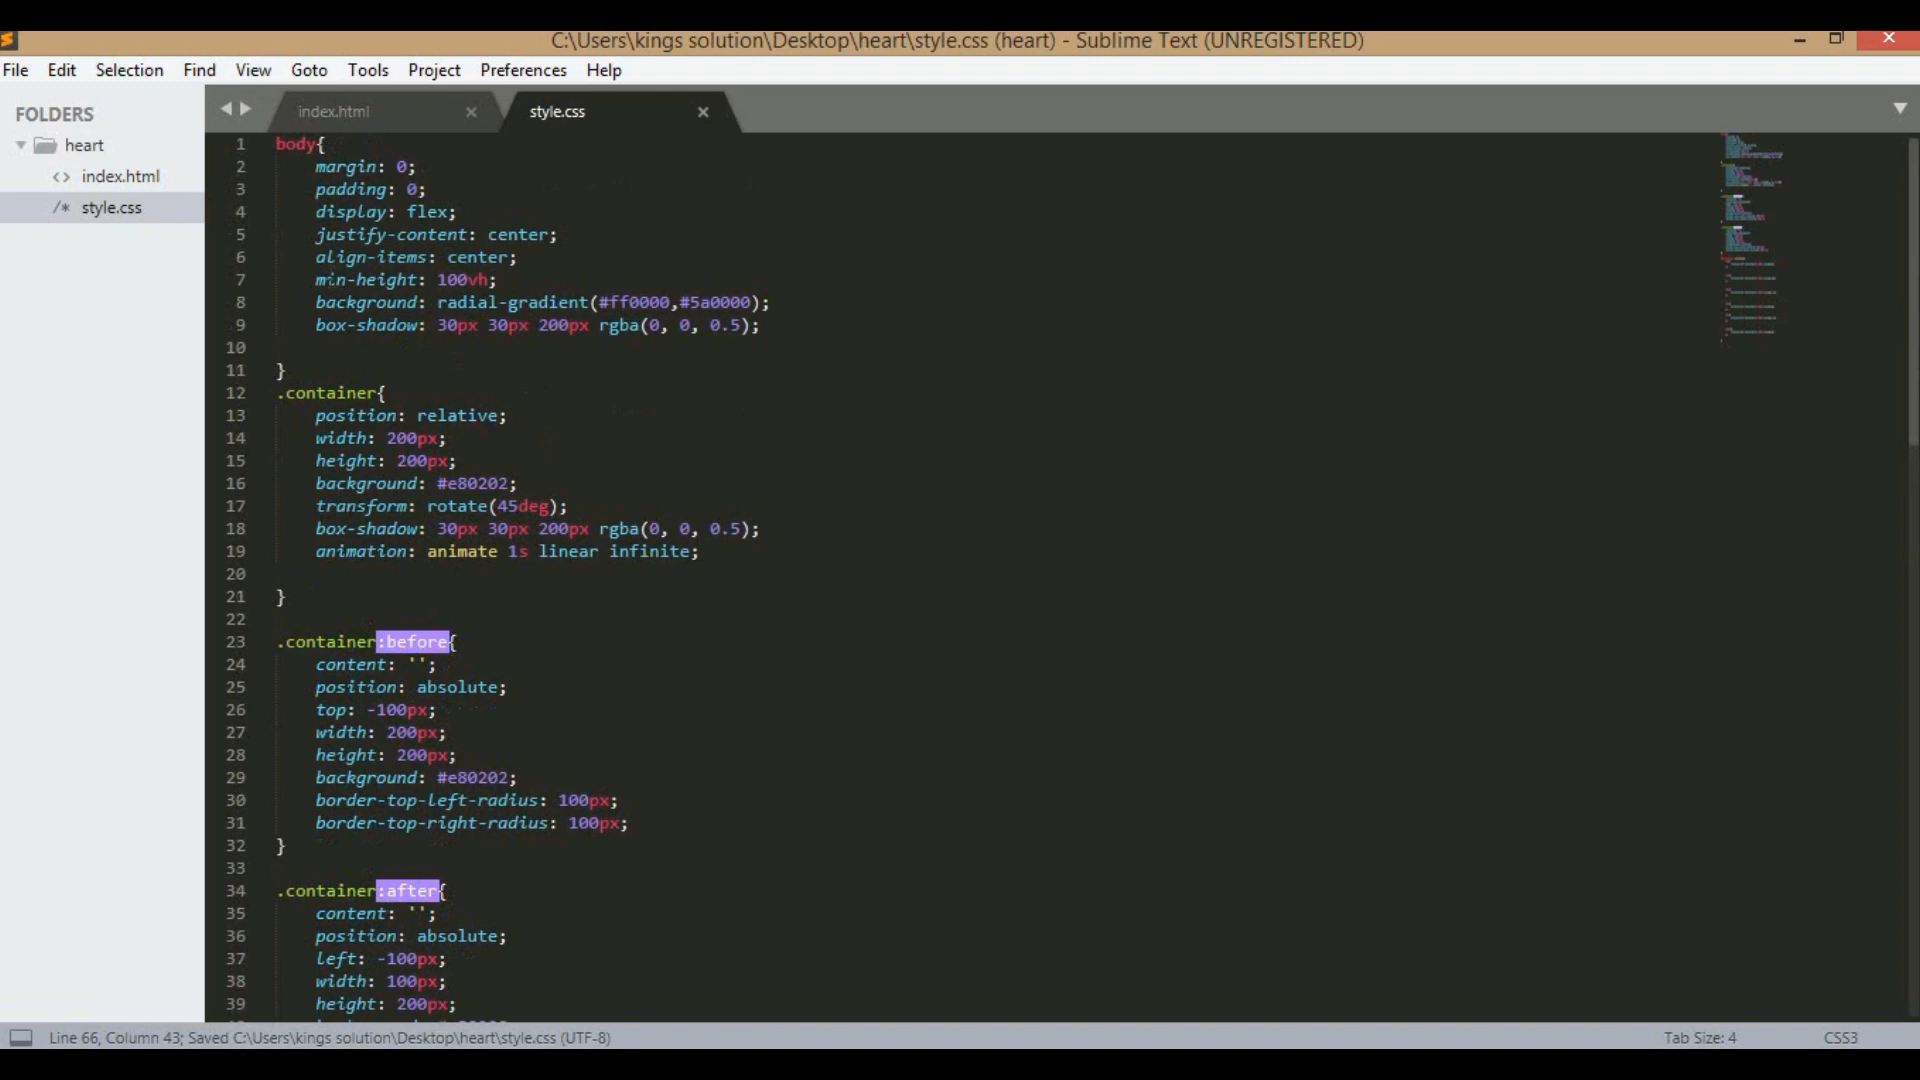 C:\Users\kings solution\Desktop\heart\style.css (heart) - Sublime Text (UNREGISTERED)
File Edit Selection Find View Goto Tools Project Preferences Help
FOLDERS
heart
index.html
/* style.css
index.html
style.css
1 body{
2 margin: 0;
3 padding: 0;
4 display: flex;
5 justify-content: center;
6 align-items: center;
7 min-height: 100vh;
8 background: radial-gradient(#ff0000,#5a0000);
9 box-shadow: 30px 30px 200px rgba(0, 0, 0.5);
10
11 }
12 .container{
13 position: relative;
14 width: 200px;
15 height: 200px;
16 background: #e80202;
17 transform: rotate(45deg);
18 box-shadow: 30px 30px 200px rgba(0, 0, 0.5);
19 animation: animate 1s linear infinite;
20
21 }
22
23 .container:before{
24 content: '';
25 position: absolute;
26 top: -100px;
27 width: 200px;
28 height: 200px;
29 background: #e80202;
30 border-top-left-radius: 100px;
31 border-top-right-radius: 100px;
32 }
33
34 .container:after{
35 content: '';
36 position: absolute;
37 left: -100px;
38 width: 100px;
39 height: 200px;
Line 66, Column 43; Saved C:\Users\kings solution\Desktop\heart\style.css (UTF-8)
Tab Size: 4
CSS3